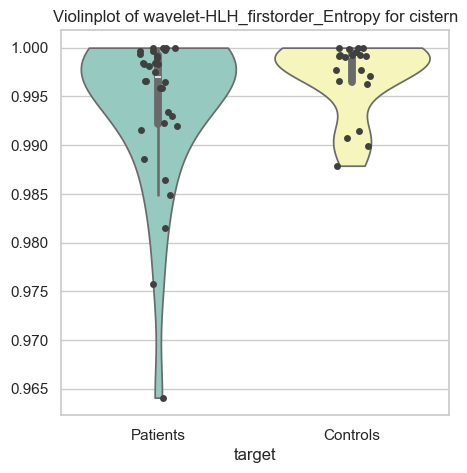 Violinplot of wavelet-HLH_firstorder_Entropy for cistern
1.000
0.995
0.990
0.985
0.980
0.975
0.970
0.965
Patients Controls
target